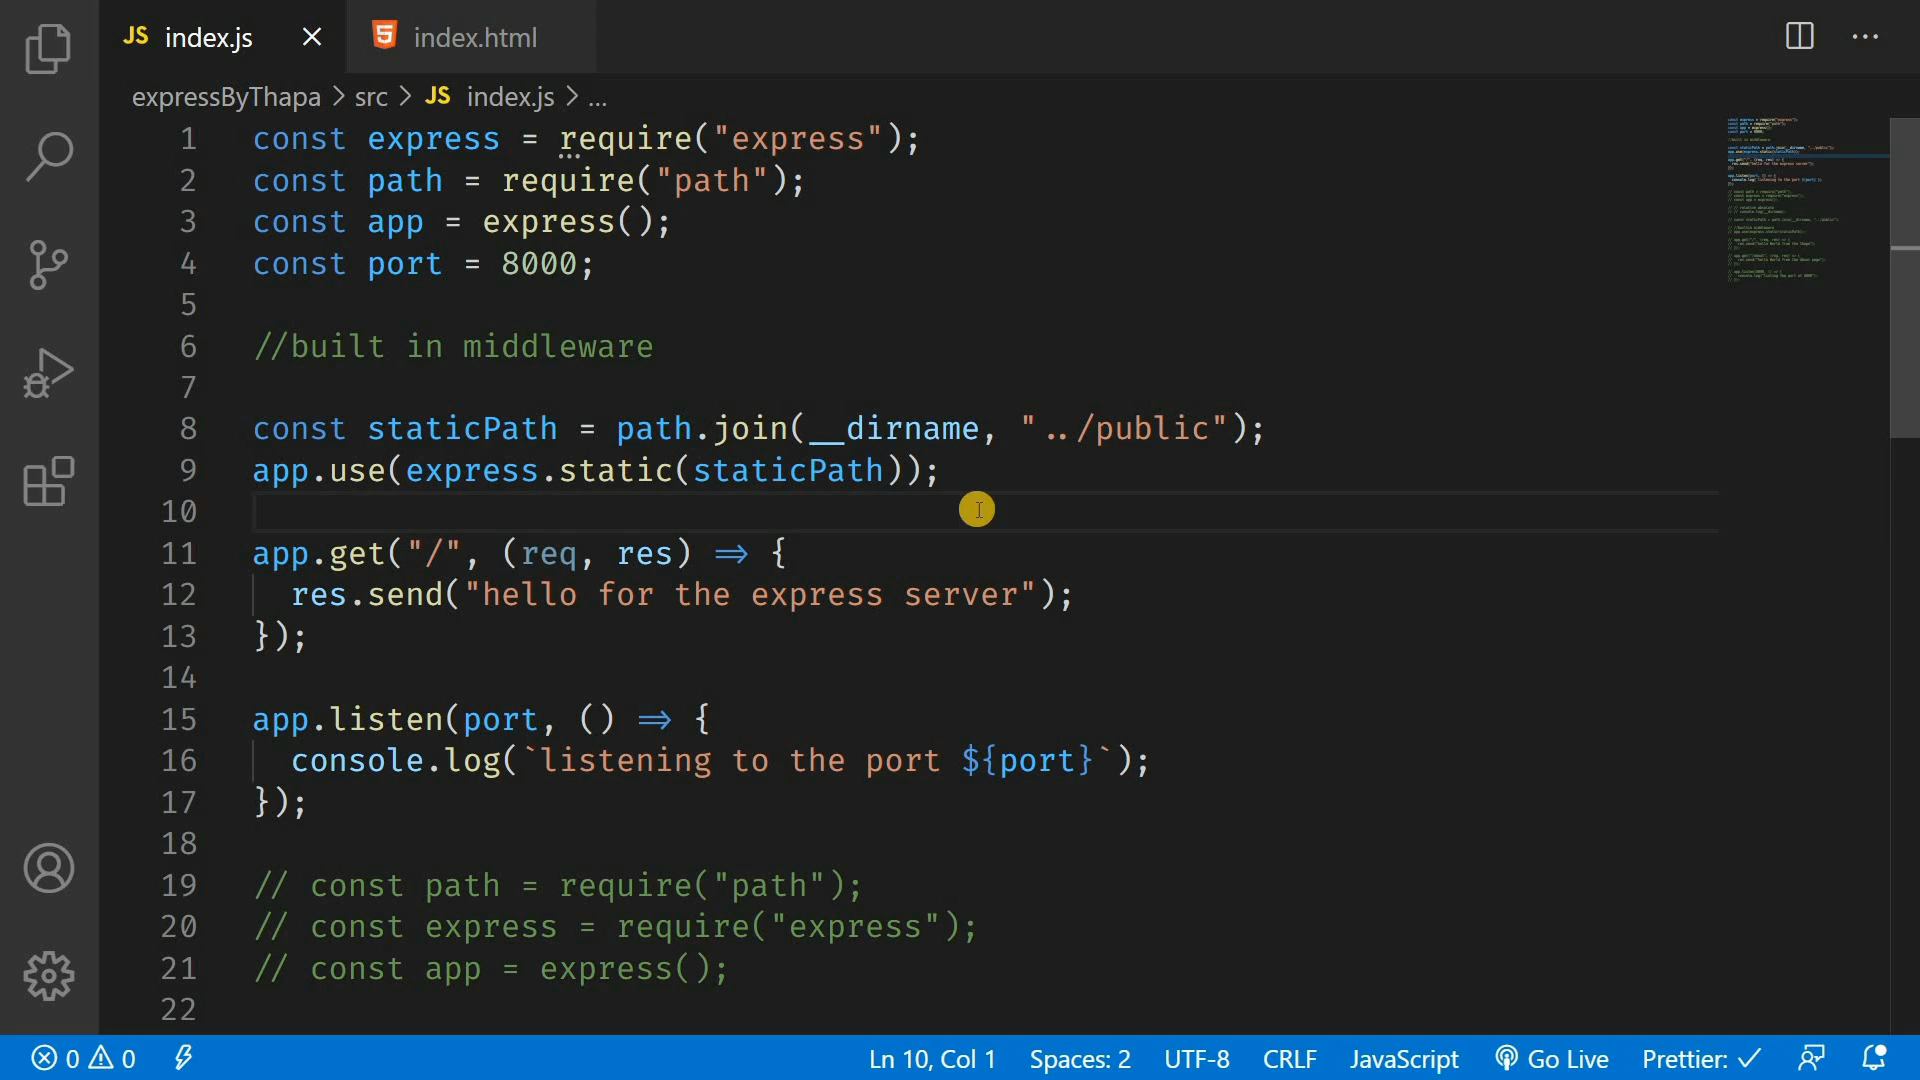 JS index.js
index.html
expressByThapa > src > JS index.js > ...
1 const express = require("express");
2 const path = require("path");
3 const app = express();
4 const port = 8000;
5
6 //built in middleware
7
8 const staticPath = path.join(__dirname, "../public");
9 app.use(express.static(staticPath));
10
11 app.get("/", (req, res) => {
12 res.send("hello for the express server");
13 });
14
15 app.listen(port, () => {
16 console.log(`listening to the port ${port}`);
17 });
18
19 // const path = require("path");
20 // const express = require("express");
21 // const app = express();
22
0 0 Ln 10, Col 1 Spaces: 2 UTF-8 CRLF JavaScript Go Live Prettier: ✓